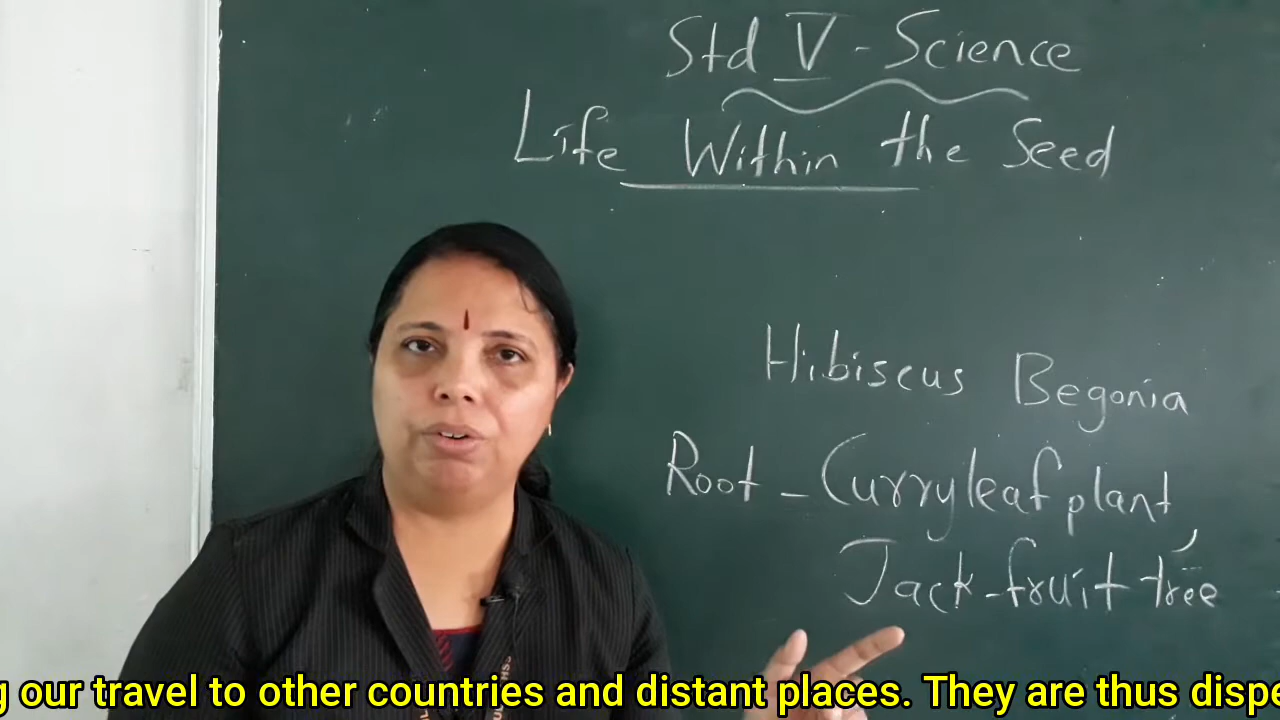 Std V - Science
Life Within the Seed
Hibiscus Begonia
Root - Curryleaf plant,
Jack-fruit tree
g our travel to other countries and distant places. They are thus dispe